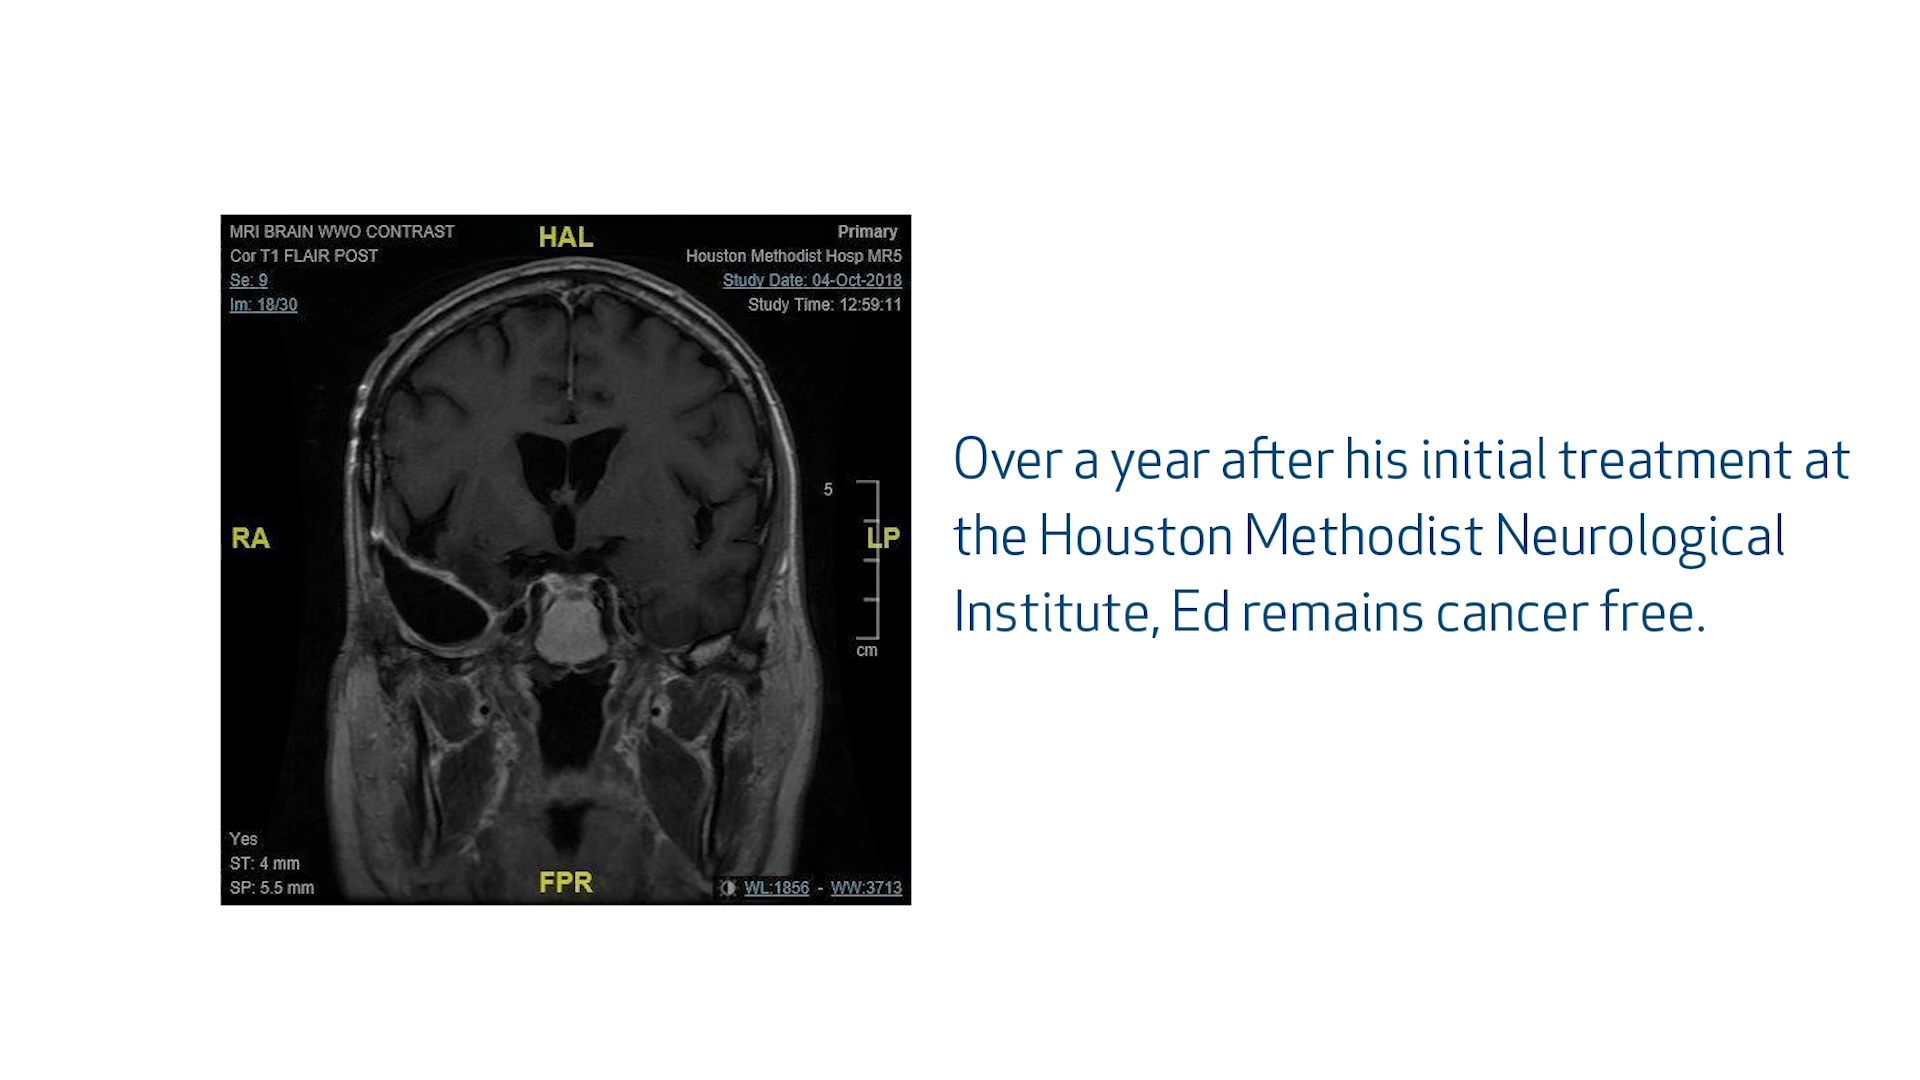 MRI BRAIN WWO CONTRAST
Cor T1 FLAIR POST
Se: 9
Im: 18/30
HAL
Primary
Houston Methodist Hosp MR5
Study Date: 04-Oct-2018
Study Time: 12:59:11
RA
5
LP
cm
Yes
ST: 4 mm
SP: 5.5 mm
FPR
WL:1856 - WW:3713
Over a year after his initial treatment at
the Houston Methodist Neurological
Institute, Ed remains cancer free.